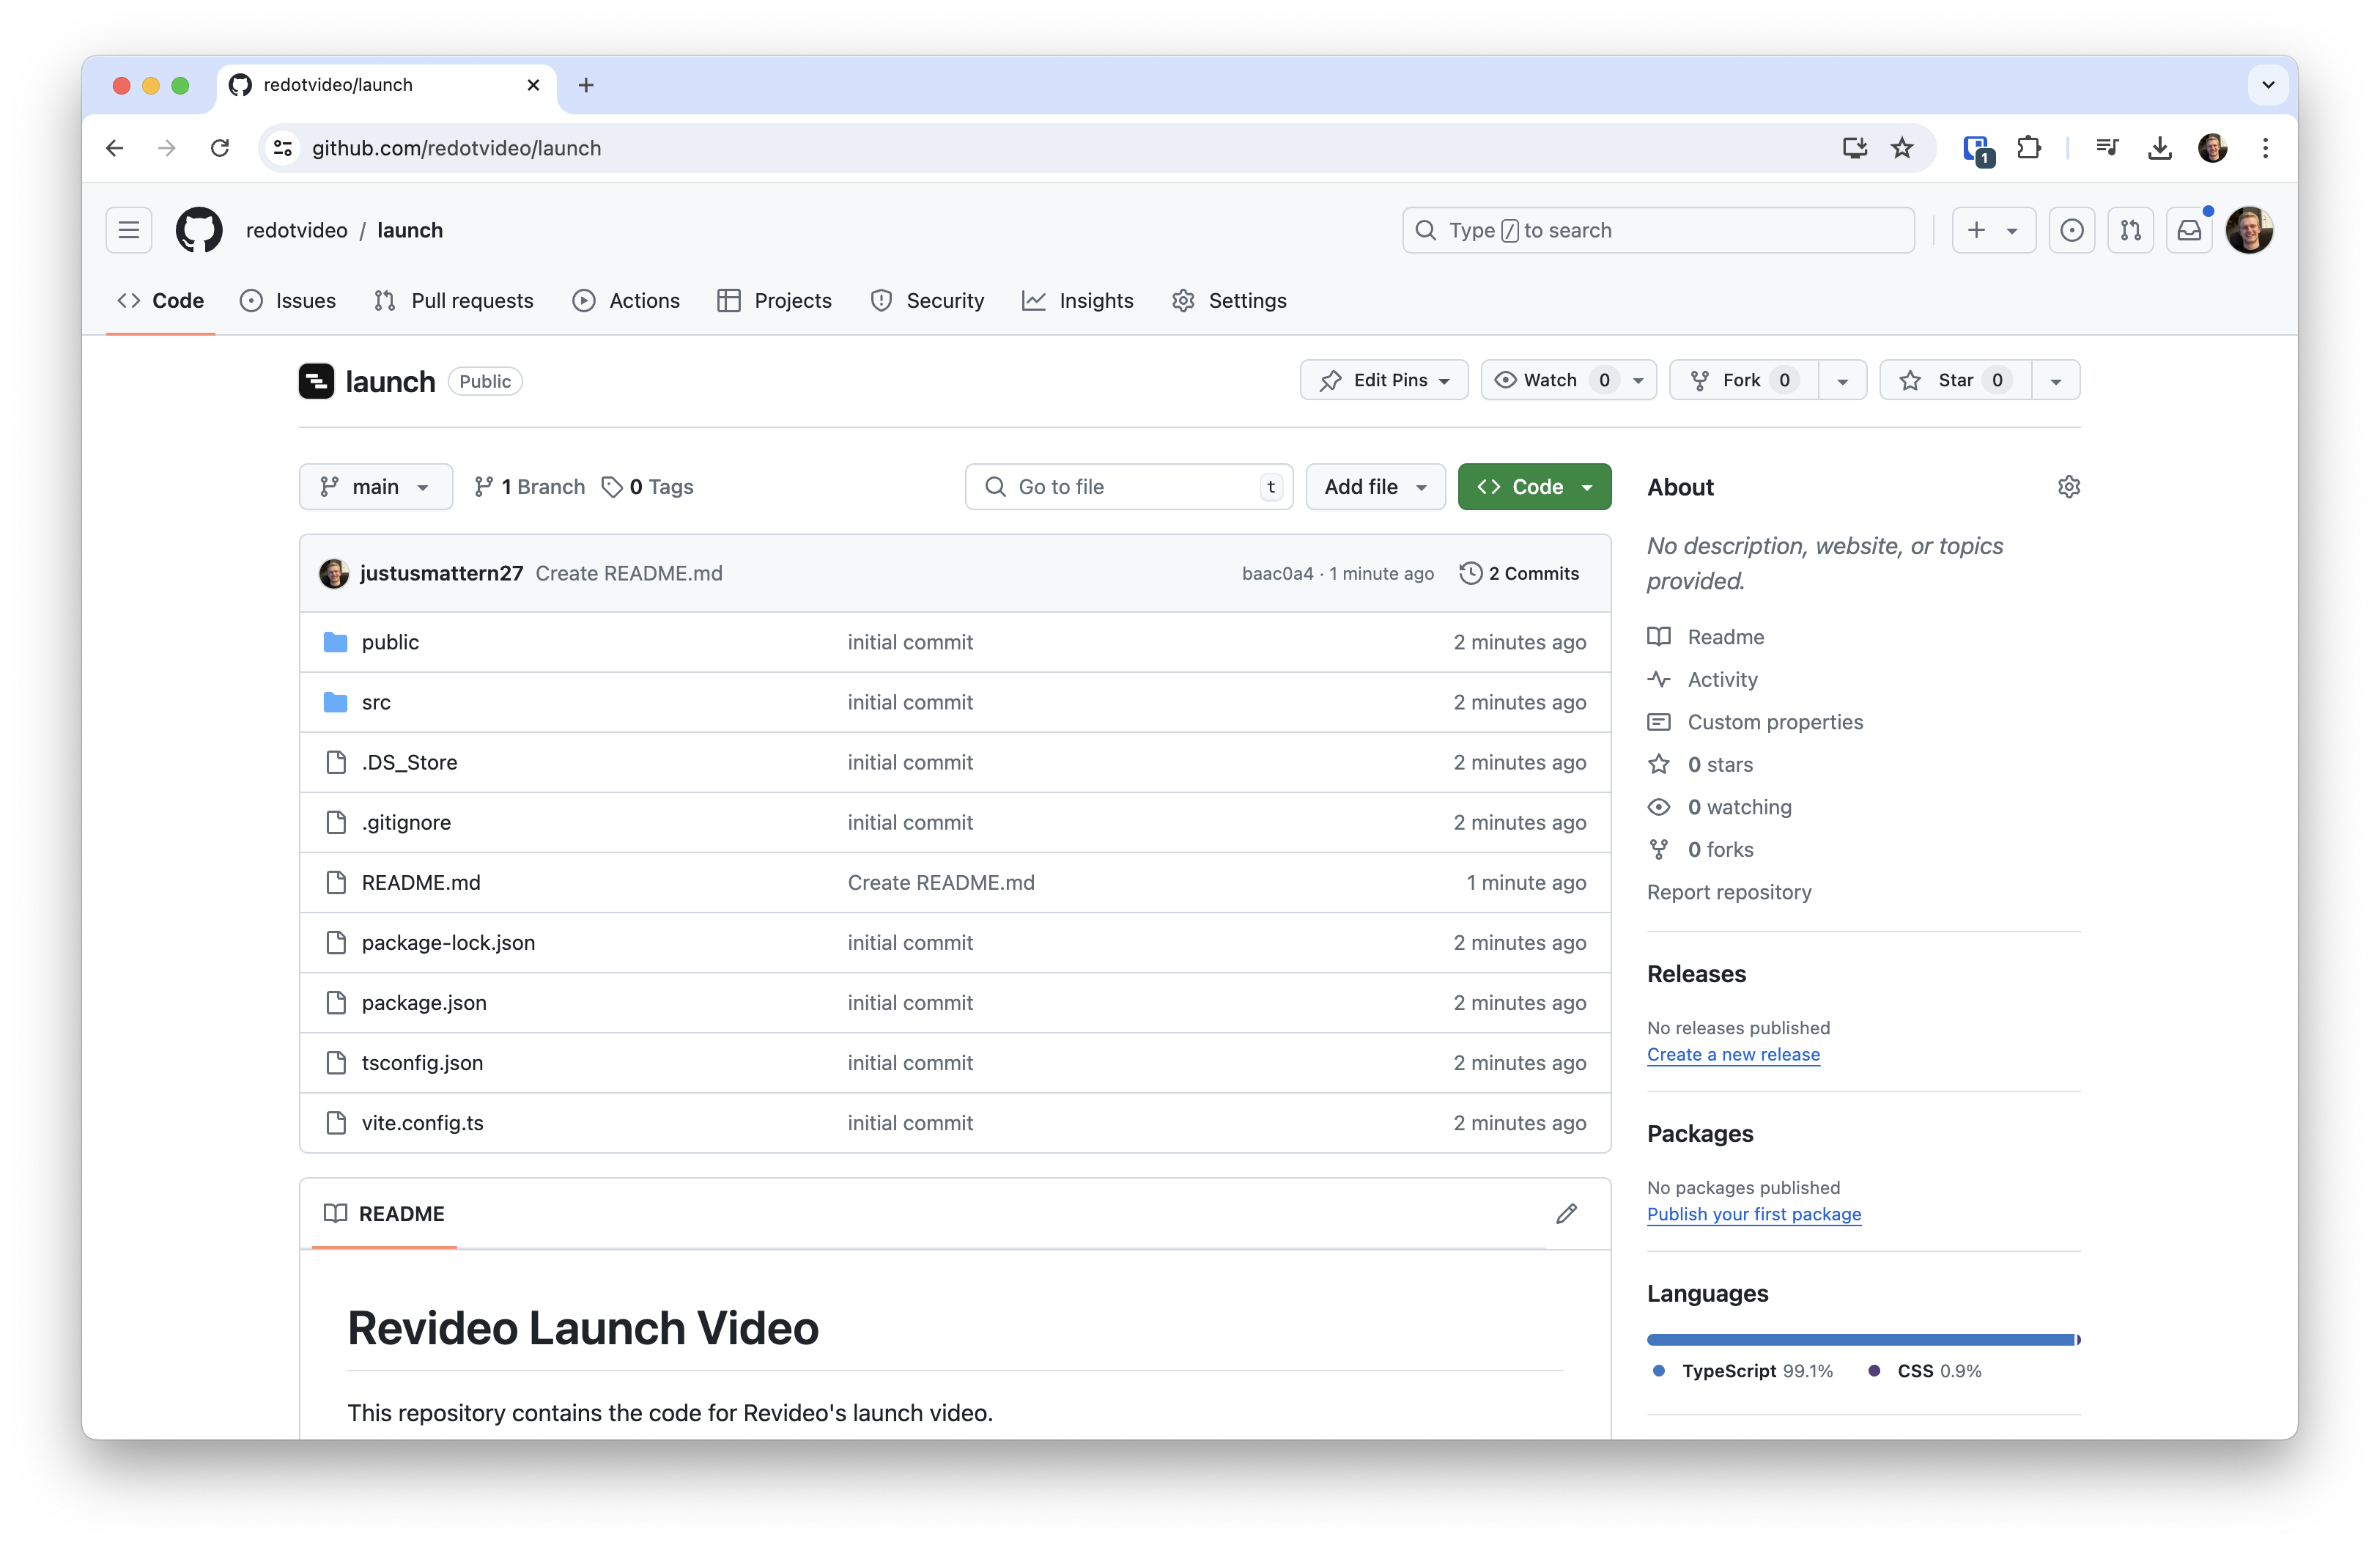 redotvideo/launch
github.com/redotvideo/launch
1
redotvideo / launch
Type / to search
Code Issues Pull requests Actions Projects Security Insights Settings
launch Public
Edit Pins Watch 0 Fork 0 Star 0
main 1 Branch 0 Tags Go to file t Add file Code
justusmattern27 Create README.md baac0a4 · 1 minute ago 2 Commits
public initial commit 2 minutes ago
src initial commit 2 minutes ago
.DS_Store initial commit 2 minutes ago
.gitignore initial commit 2 minutes ago
README.md Create README.md 1 minute ago
package-lock.json initial commit 2 minutes ago
package.json initial commit 2 minutes ago
tsconfig.json initial commit 2 minutes ago
vite.config.ts initial commit 2 minutes ago
README
Revideo Launch Video
This repository contains the code for Revideo's launch video.
About
No description, website, or topics
provided.
Readme
Activity
Custom properties
0 stars
0 watching
0 forks
Report repository
Releases
No releases published
Create a new release
Packages
No packages published
Publish your first package
Languages
TypeScript 99.1% CSS 0.9%